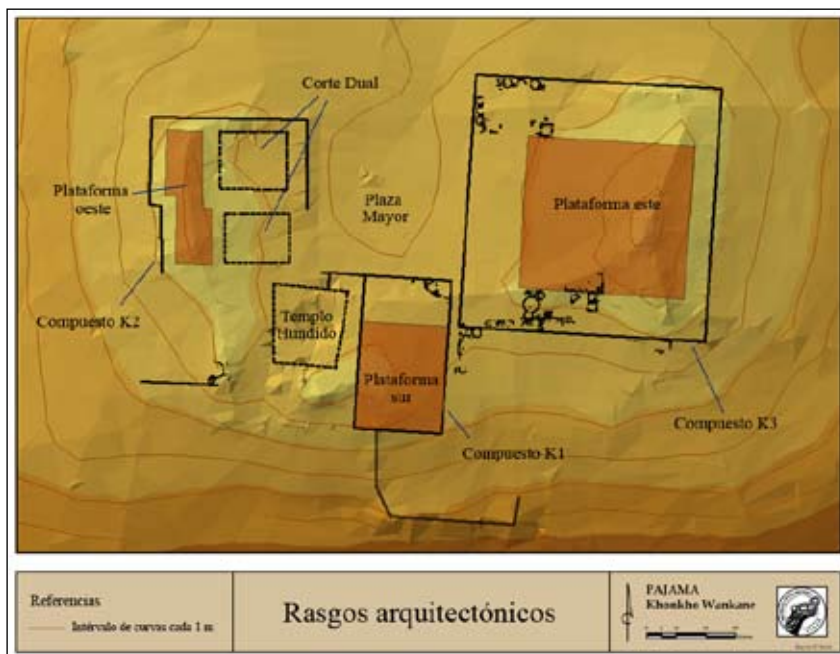 Corte Dual
Plataforma
oeste
Plaza
Mayor
Plataforma este
Compuesto K2
Templo
Hundido
Plataforma
sur
Compuesto K3
Compuesto K1
Referencias
Intérvalo de curvas cada 1 m
Rasgos arquitectónicos
PAJAMA
Khonkho Wankane